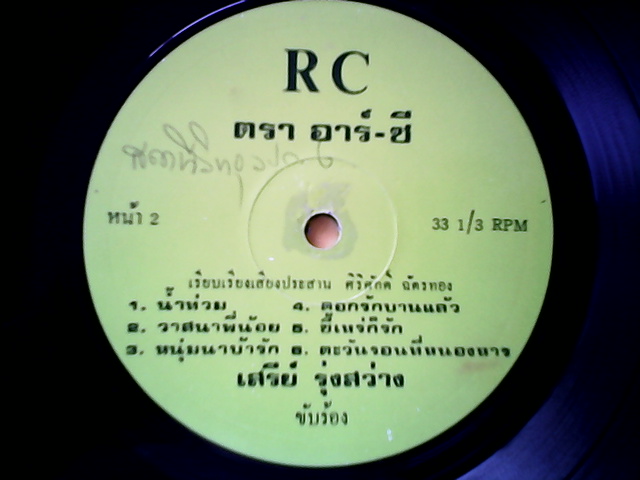 RC
ตรา อาร์-ซี
หน้า 2 33 1/3 RPM
เรียบเรียงเสียงประสาน ศิริศักดิ์ ฉัตรทอง
1. น้ำท่วม 4. ดอกรักบานแล้ว
2. วาสนาพี่น้อย 5. ขี้เหร่ก็รัก
3. หนุ่มนาบ้ารัก 6. ตะวันรอนที่หนองหาร
เสรีย์ รุ่งสว่าง
ขับร้อง